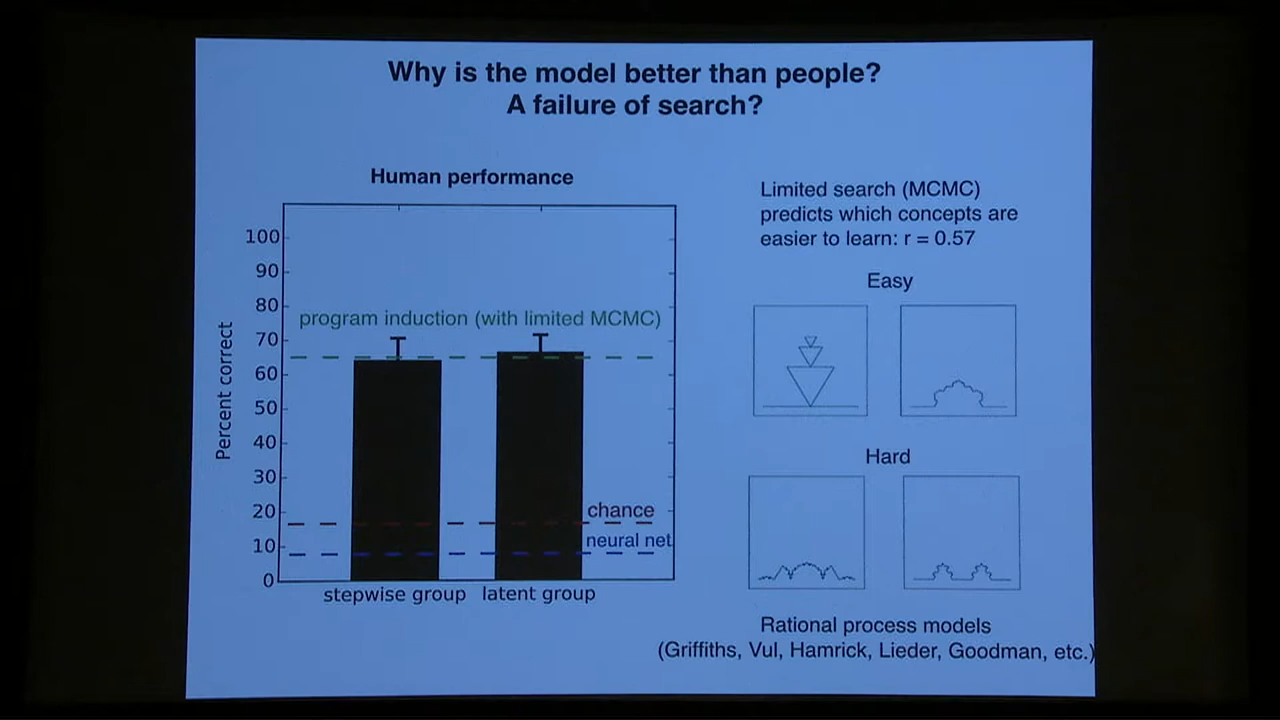 Why is the model better than people?
A failure of search?
Human performance
Percent correct
100
90
80
70
60
50
40
30
20
10
0
program induction (with limited MCMC)
chance
neural net
stepwise group
latent group
Limited search (MCMC)
predicts which concepts are
easier to learn: r = 0.57
Easy
Hard
Rational process models
(Griffiths, Vul, Hamrick, Lieder, Goodman, etc.)